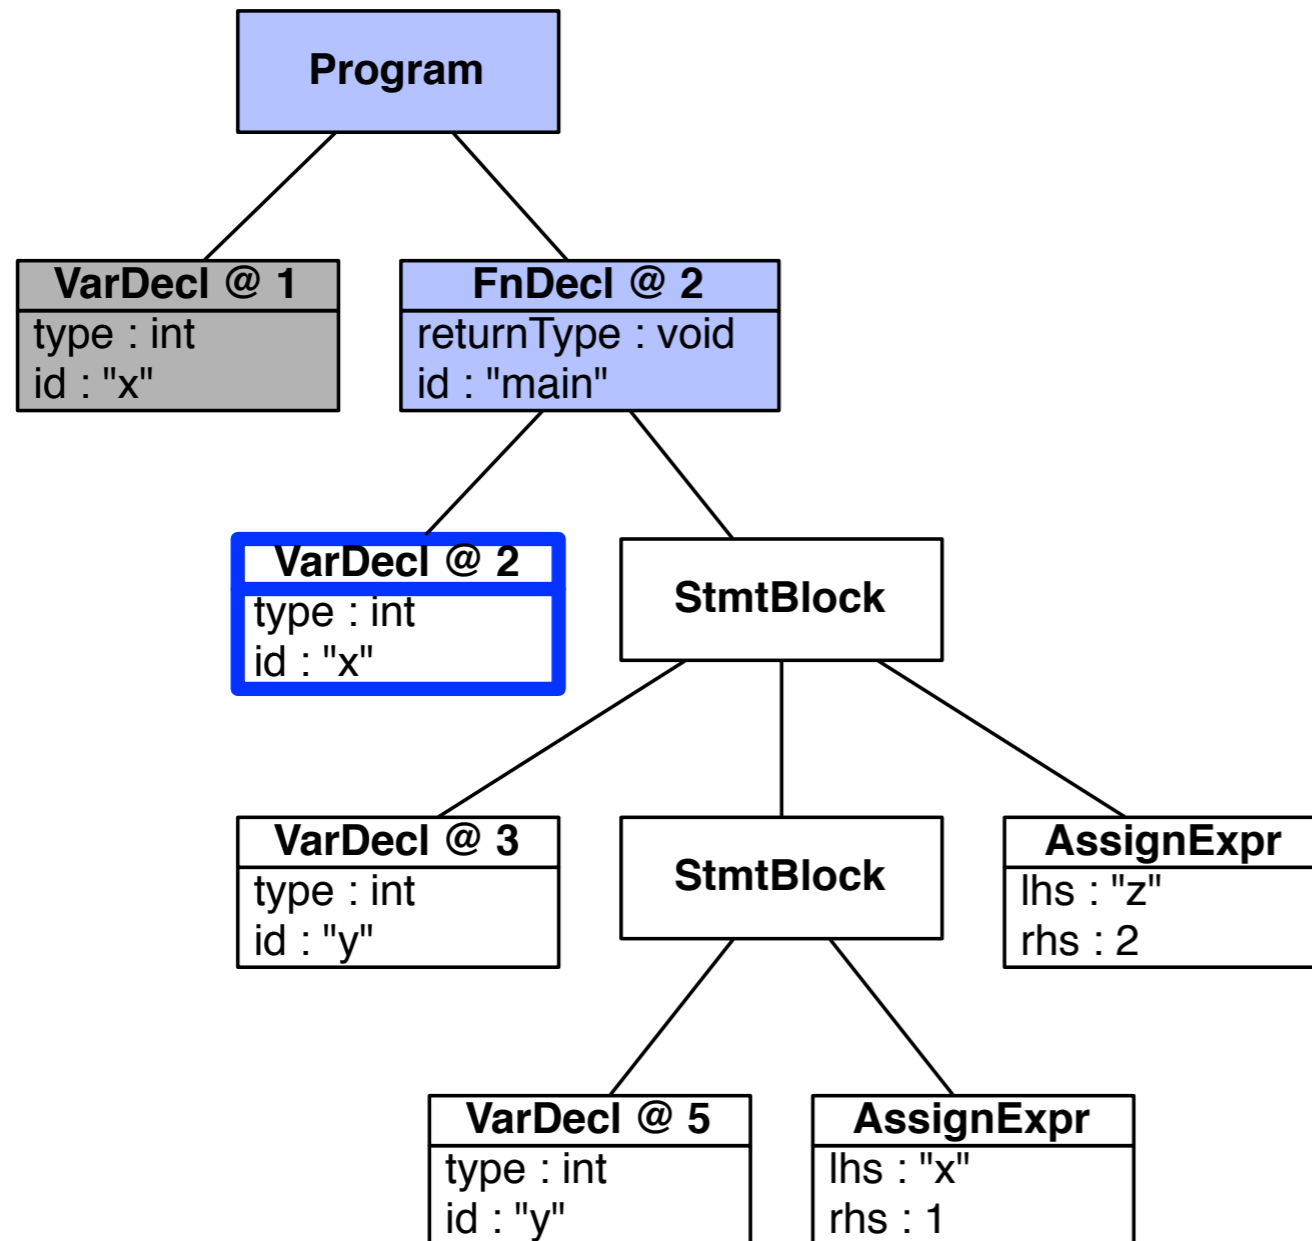 Program
VarDecl @ 1
type : int
id : "x"
FnDecl @ 2
returnType : void
id : "main"
VarDecl @ 2
type : int
id : "x"
StmtBlock
VarDecl @ 3
type : int
id : "y"
StmtBlock
AssignExpr
lhs : "z"
rhs : 2
VarDecl @ 5
type : int
id : "y"
AssignExpr
lhs : "x"
rhs : 1